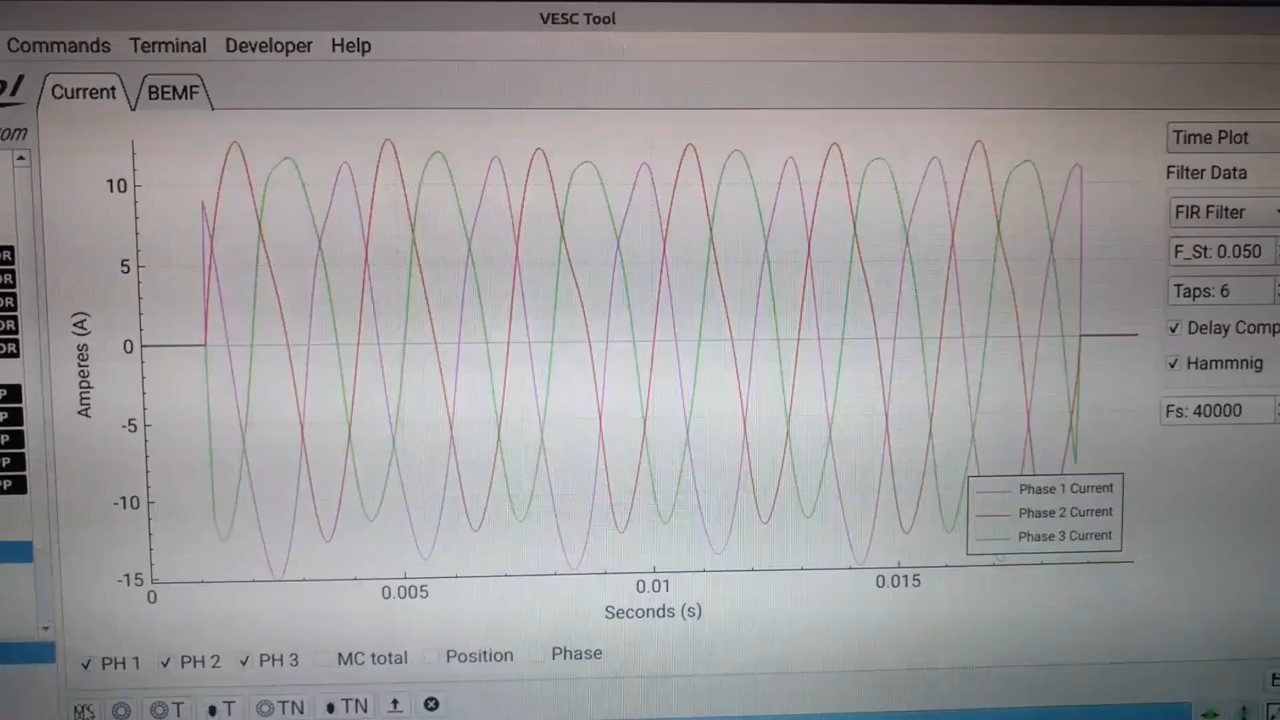 VESC Tool
Commands Terminal Developer Help
Current BEMF
om
Time Plot
Filter Data
FIR Filter
F_St: 0.050
Taps: 6
Delay Comp
Hammnig
Fs: 40000
10
5
0
-5
-10
-15
Amperes (A)
0 0.005 0.01 0.015
Seconds (s)
Phase 1 Current
Phase 2 Current
Phase 3 Current
PH 1 PH 2 PH 3 MC total Position Phase
T T TN TN